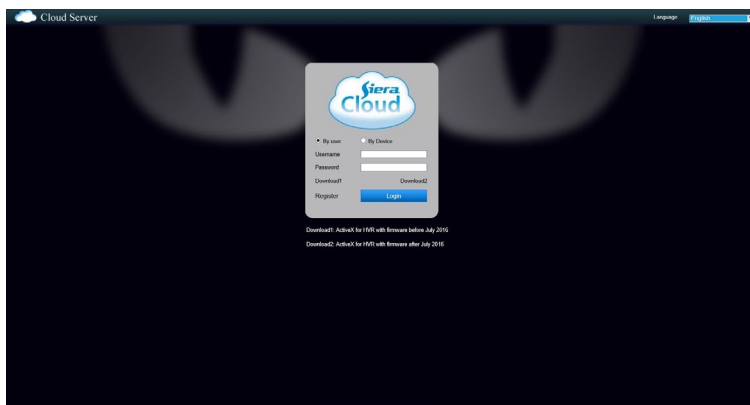 Cloud Server
Language English
Siera
Cloud
By user By Device
Username
Password
Download1 Download2
Register Login
Download1: ActiveX for HVR with firmware before July 2016
Download2: ActiveX for HVR with firmware after July 2016